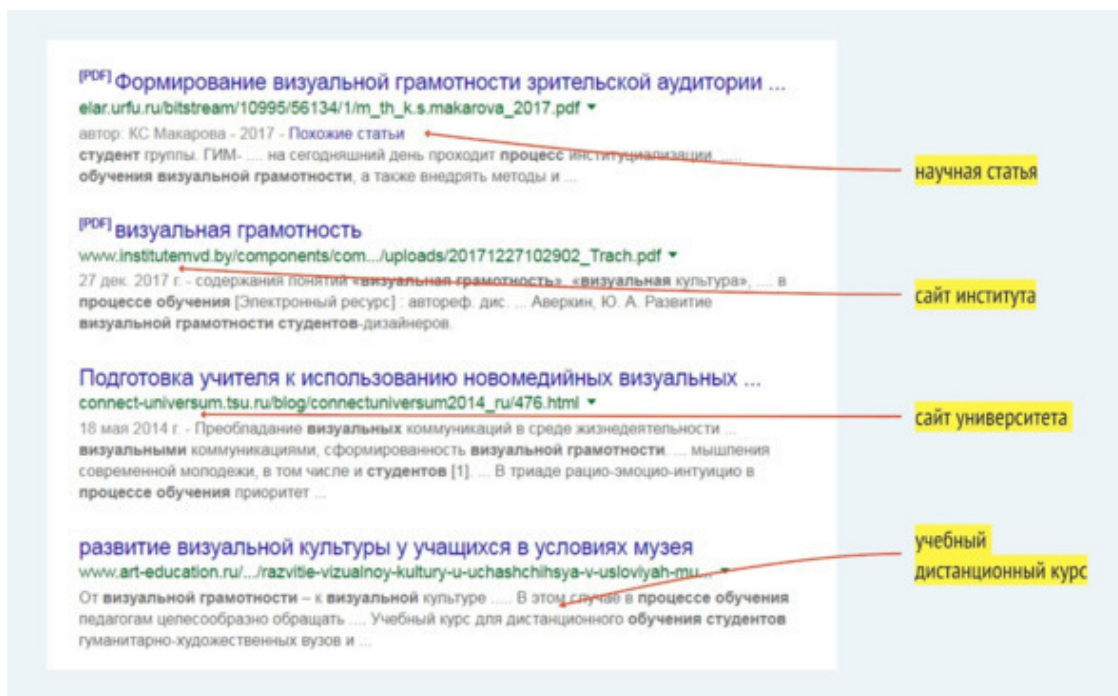 [PDF] Формирование визуальной грамотности зрительской аудитории ...
elar.urfu.ru/bitstream/10995/56134/1/m_th_k.s.makarova_2017.pdf
автор: КС Макарова - 2017 - Похожие статьи
студент группы. ГИМ- .... на сегодняшний день проходит процесс институциализации. .....
обучения визуальной грамотности, а также внедрять методы и ...
научная статья
[PDF] визуальная грамотность
www.institutemvd.by/components/com.../uploads/20171227102902_Trach.pdf
27 дек. 2017 г. - содержания понятий «визуальная грамотность», «визуальная культура», .... в
процессе обучения [Электронный ресурс] : автореф. дис. ... Аверкин, Ю. А. Развитие
визуальной грамотности студентов-дизайнеров.
сайт института
Подготовка учителя к использованию новомедийных визуальных ...
connect-universum.tsu.ru/blog/connectuniversum2014_ru/476.html
18 мая 2014 г. - Преобладание визуальных коммуникаций в среде жизнедеятельности ...
визуальными коммуникациями, сформированность визуальной грамотности. ... мышления
современной молодежи, в том числе и студентов [1]. ... В триаде рацио-эмоцио-интуицио в
процессе обучения приоритет ...
сайт университета
развитие визуальной культуры у учащихся в условиях музея
www.art-education.ru/.../razvitie-vizualnoy-kultury-u-uchashchihsya-v-usloviyah-mu...
От визуальной грамотности – к визуальной культуре ..... В этом случае в процессе обучения
педагогам целесообразно обращать .... Учебный курс для дистанционного обучения студентов
гуманитарно-художественных вузов и ...
учебный
дистанционный курс